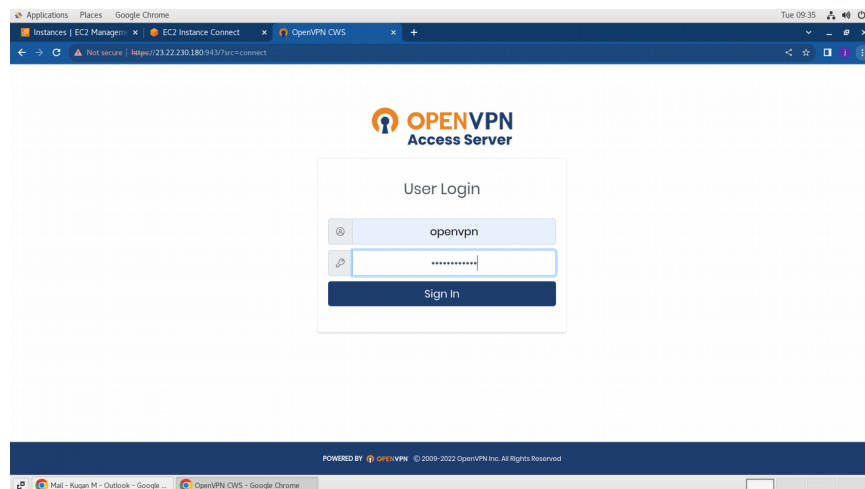 Applications Places Google Chrome Tue 09:35
Instances | EC2 Managem EC2 Instance Connect OpenVPN CWS
Not secure | https://23.22.230.180:943/?src=connect
OPENVPN
Access Server
User Login
openvpn
••••••••••••
Sign In
POWERED BY OPENVPN © 2009-2022 OpenVPN Inc. All Rights Reserved
Mail - Kugan M - Outlook - Google ... OpenVPN CWS - Google Chrome